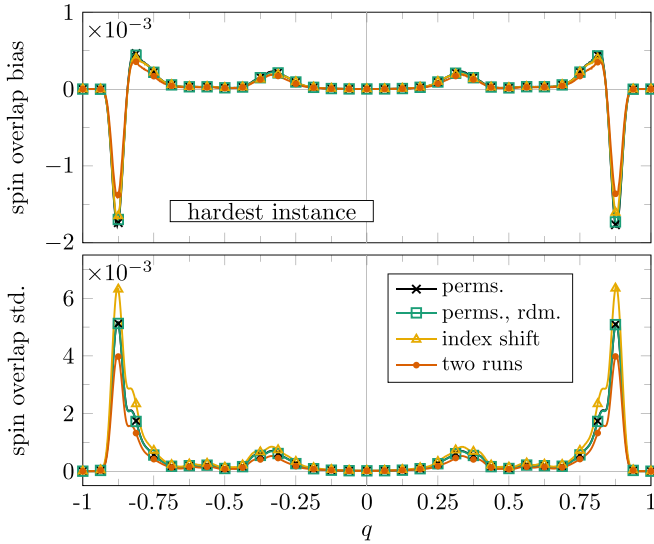 ×10⁻³
1
0
−1
−2
spin overlap bias
hardest instance
×10⁻³
6
4
2
0
spin overlap std.
perms.
perms., rdm.
index shift
two runs
-1 -0.75 -0.5 -0.25 0 0.25 0.5 0.75 1
q